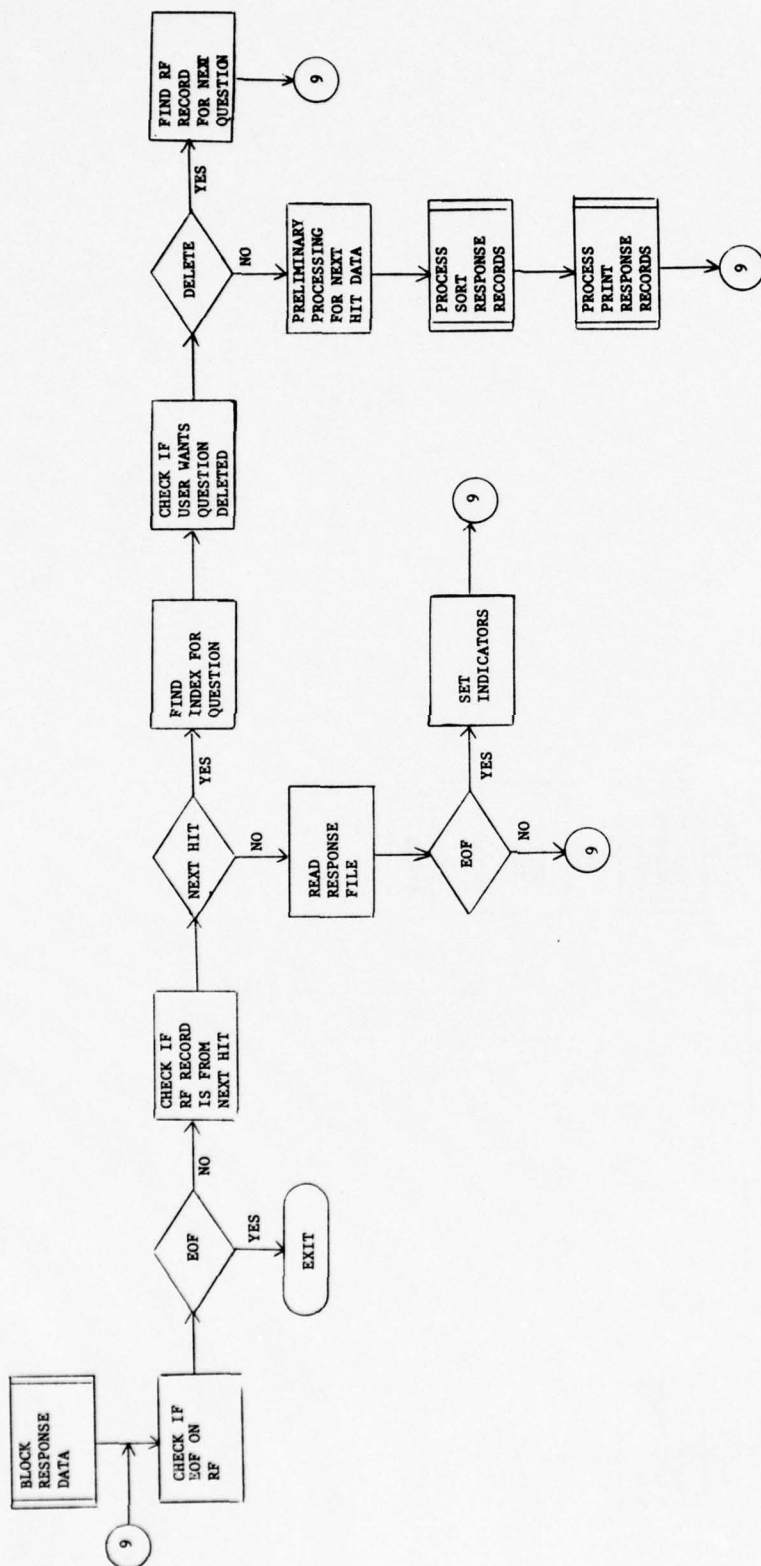 BLOCK
RESPONSE
DATA
9
CHECK IF
EOF ON
RF
EOF
YES
EXIT
NO
CHECK IF
RF RECORD
IS FROM
NEXT HIT
NEXT HIT
NO
READ
RESPONSE
FILE
EOF
NO
9
YES
SET
INDICATORS
9
YES
FIND
INDEX FOR
QUESTION
CHECK IF
USER WANTS
QUESTION
DELETED
DELETE
NO
PRELIMINARY
PROCESSING
FOR NEXT
HIT DATA
PROCESS
SORT
RESPONSE
RECORDS
PROCESS
PRINT
RESPONSE
RECORDS
9
YES
FIND RF
RECORD
FOR NEXT
QUESTION
9